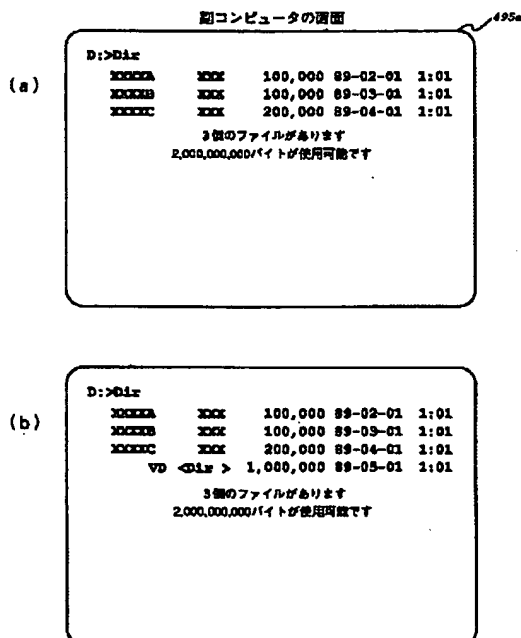 コンピュータの画面
495a
(a)
D:>Dir
XXXXA XXX 100,000 89-02-01 1:01
XXXXB XXX 100,000 89-03-01 1:01
XXXXC XXX 200,000 89-04-01 1:01
3個のファイルがあります
2,000,000,000バイトが使用可能です
(b)
D:>Dir
XXXXA XXX 100,000 89-02-01 1:01
XXXXB XXX 100,000 89-03-01 1:01
XXXXC XXX 200,000 89-04-01 1:01
VD <Dir > 1,000,000 89-05-01 1:01
3個のファイルがあります
2,000,000,000バイトが使用可能です